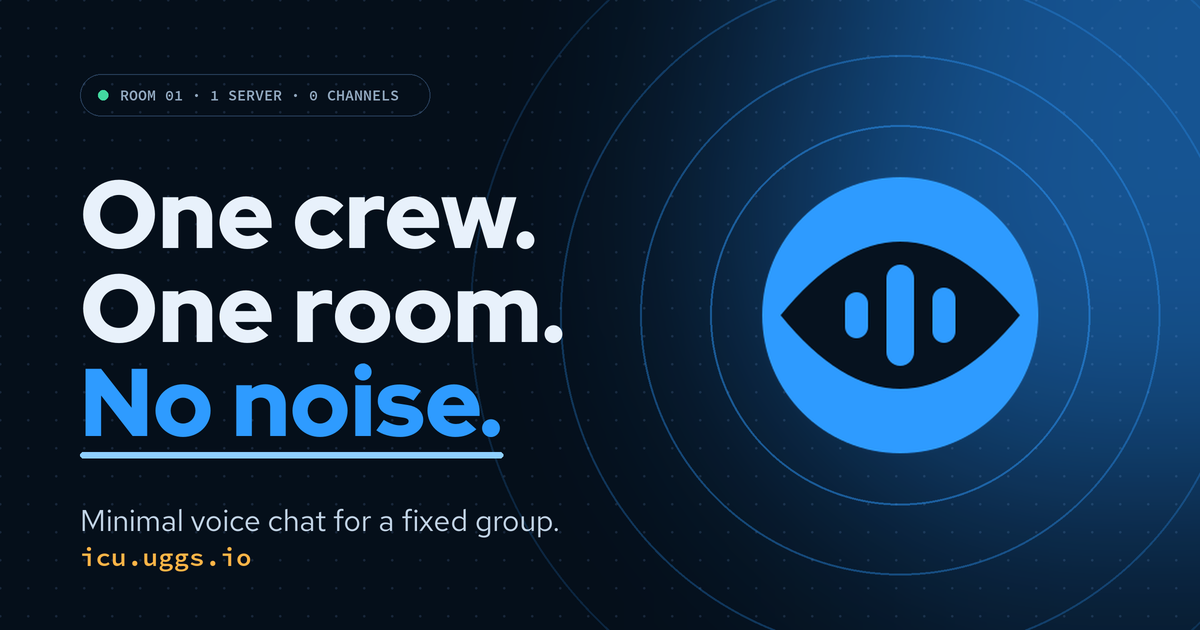 ROOM 01 · 1 SERVER · 0 CHANNELS
One crew.
One room.
No noise.
Minimal voice chat for a fixed group.
icu.uggs.io